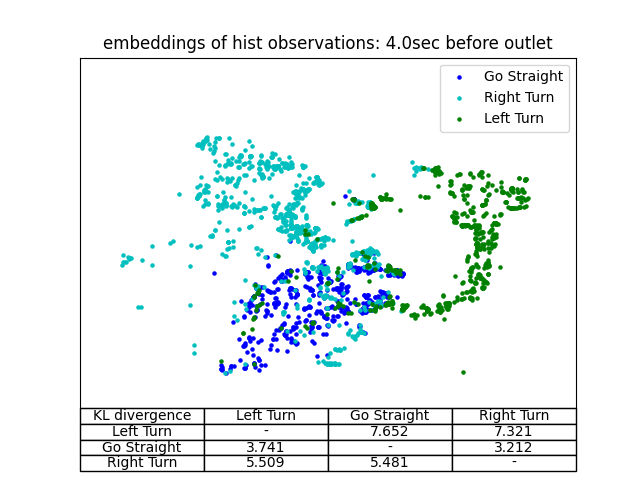 embeddings of hist observations: 4.0sec before outlet
Go Straight
Right Turn
Left Turn
KL divergence Left Turn Go Straight Right Turn
Left Turn - 7.652 7.321
Go Straight 3.741 - 3.212
Right Turn 5.509 5.481 -